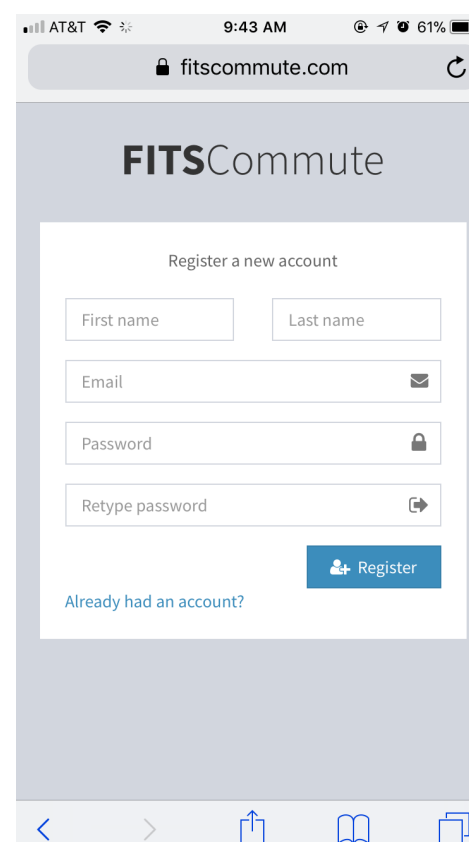 AT&T 9:43 AM 61%
fitscommute.com
FITSCommute
Register a new account
First name Last name
Email
Password
Retype password
Register
Already had an account?